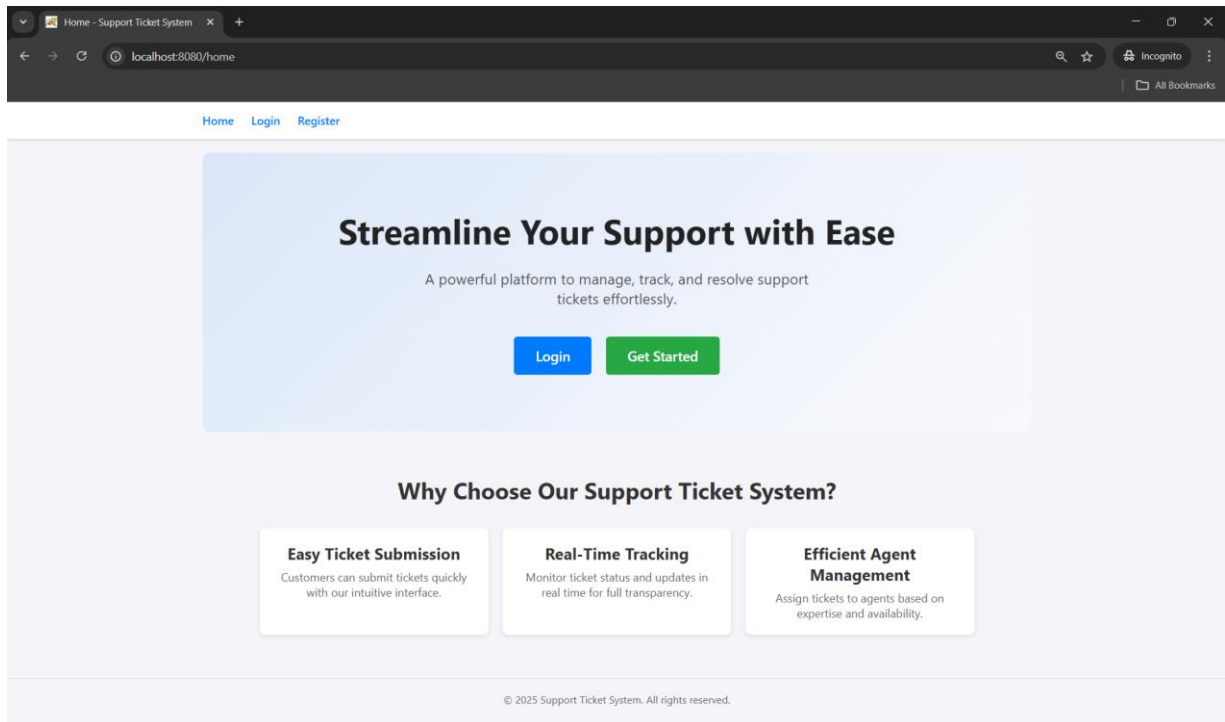 Home - Support Ticket System
localhost:8080/home
Incognito
All Bookmarks
Home Login Register
Streamline Your Support with Ease
A powerful platform to manage, track, and resolve support
tickets effortlessly.
Login Get Started
Why Choose Our Support Ticket System?
Easy Ticket Submission
Customers can submit tickets quickly
with our intuitive interface.
Real-Time Tracking
Monitor ticket status and updates in
real time for full transparency.
Efficient Agent
Management
Assign tickets to agents based on
expertise and availability.
© 2025 Support Ticket System. All rights reserved.